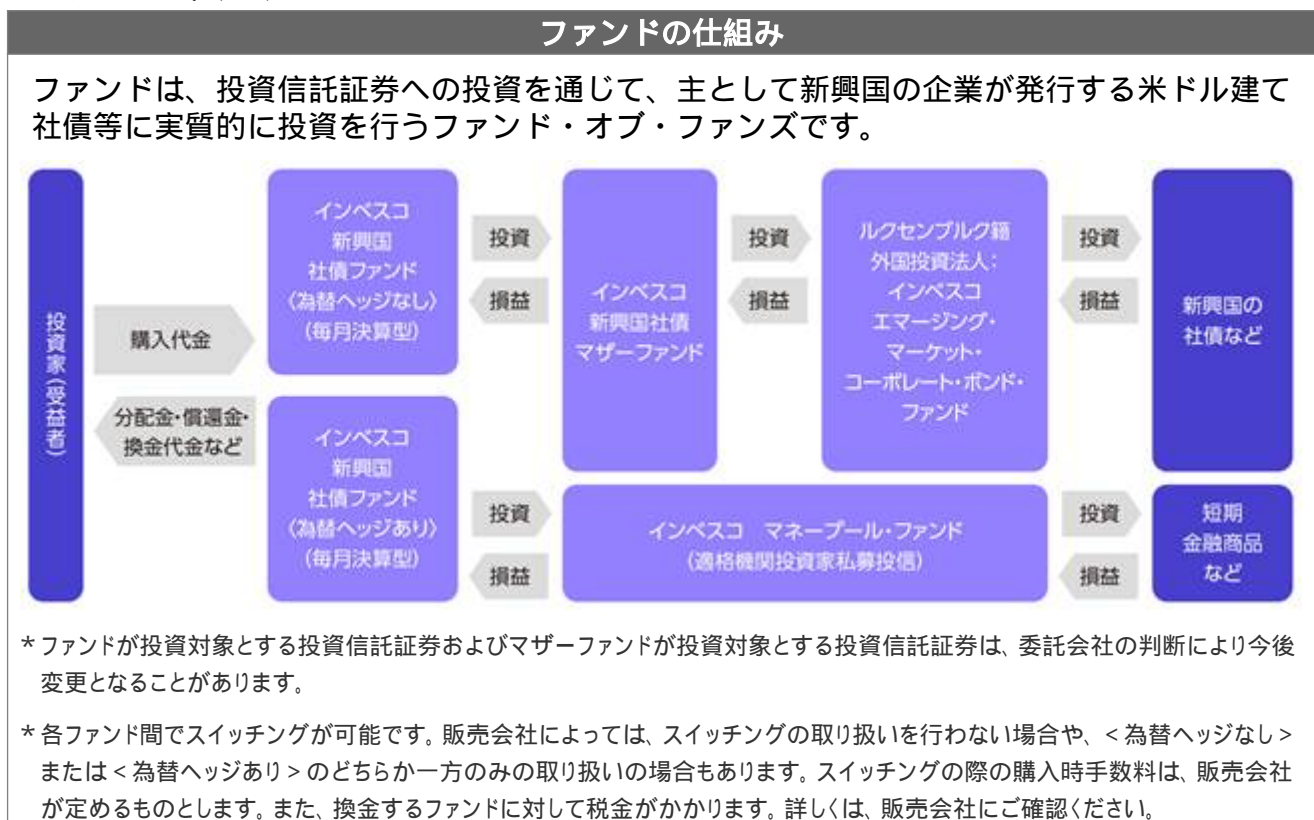 ファンドの仕組み
ファンドは、投資信託証券への投資を通じて、主として新興国の企業が発行する米ドル建て
社債等に実質的に投資を行うファンド・オブ・ファンズです。
投資家(受益者)
購入代金
分配金・償還金・
換金代金など
インベスコ
新興国
社債ファンド
〈為替ヘッジなし〉
(毎月決算型)
インベスコ
新興国
社債ファンド
〈為替ヘッジあり〉
(毎月決算型)
投資
損益
投資
損益
インベスコ
新興国社債
マザーファンド
投資
損益
ルクセンブルク籍
外国投資法人:
インベスコ
エマージング・
マーケット・
コーポレート・ボンド・
ファンド
インベスコ マネープール・ファンド
(適格機関投資家私募投信)
投資
損益
投資
損益
新興国の
社債など
短期
金融商品
など
*ファンドが投資対象とする投資信託証券およびマザーファンドが投資対象とする投資信託証券は、委託会社の判断により今後
変更となることがあります。
*各ファンド間でスイッチングが可能です。販売会社によっては、スイッチングの取り扱いを行わない場合や、<為替ヘッジなし>
または<為替ヘッジあり>のどちらか一方のみの取り扱いの場合もあります。スイッチングの際の購入時手数料は、販売会社
が定めるものとします。また、換金するファンドに対して税金がかかります。詳しくは、販売会社にご確認ください。